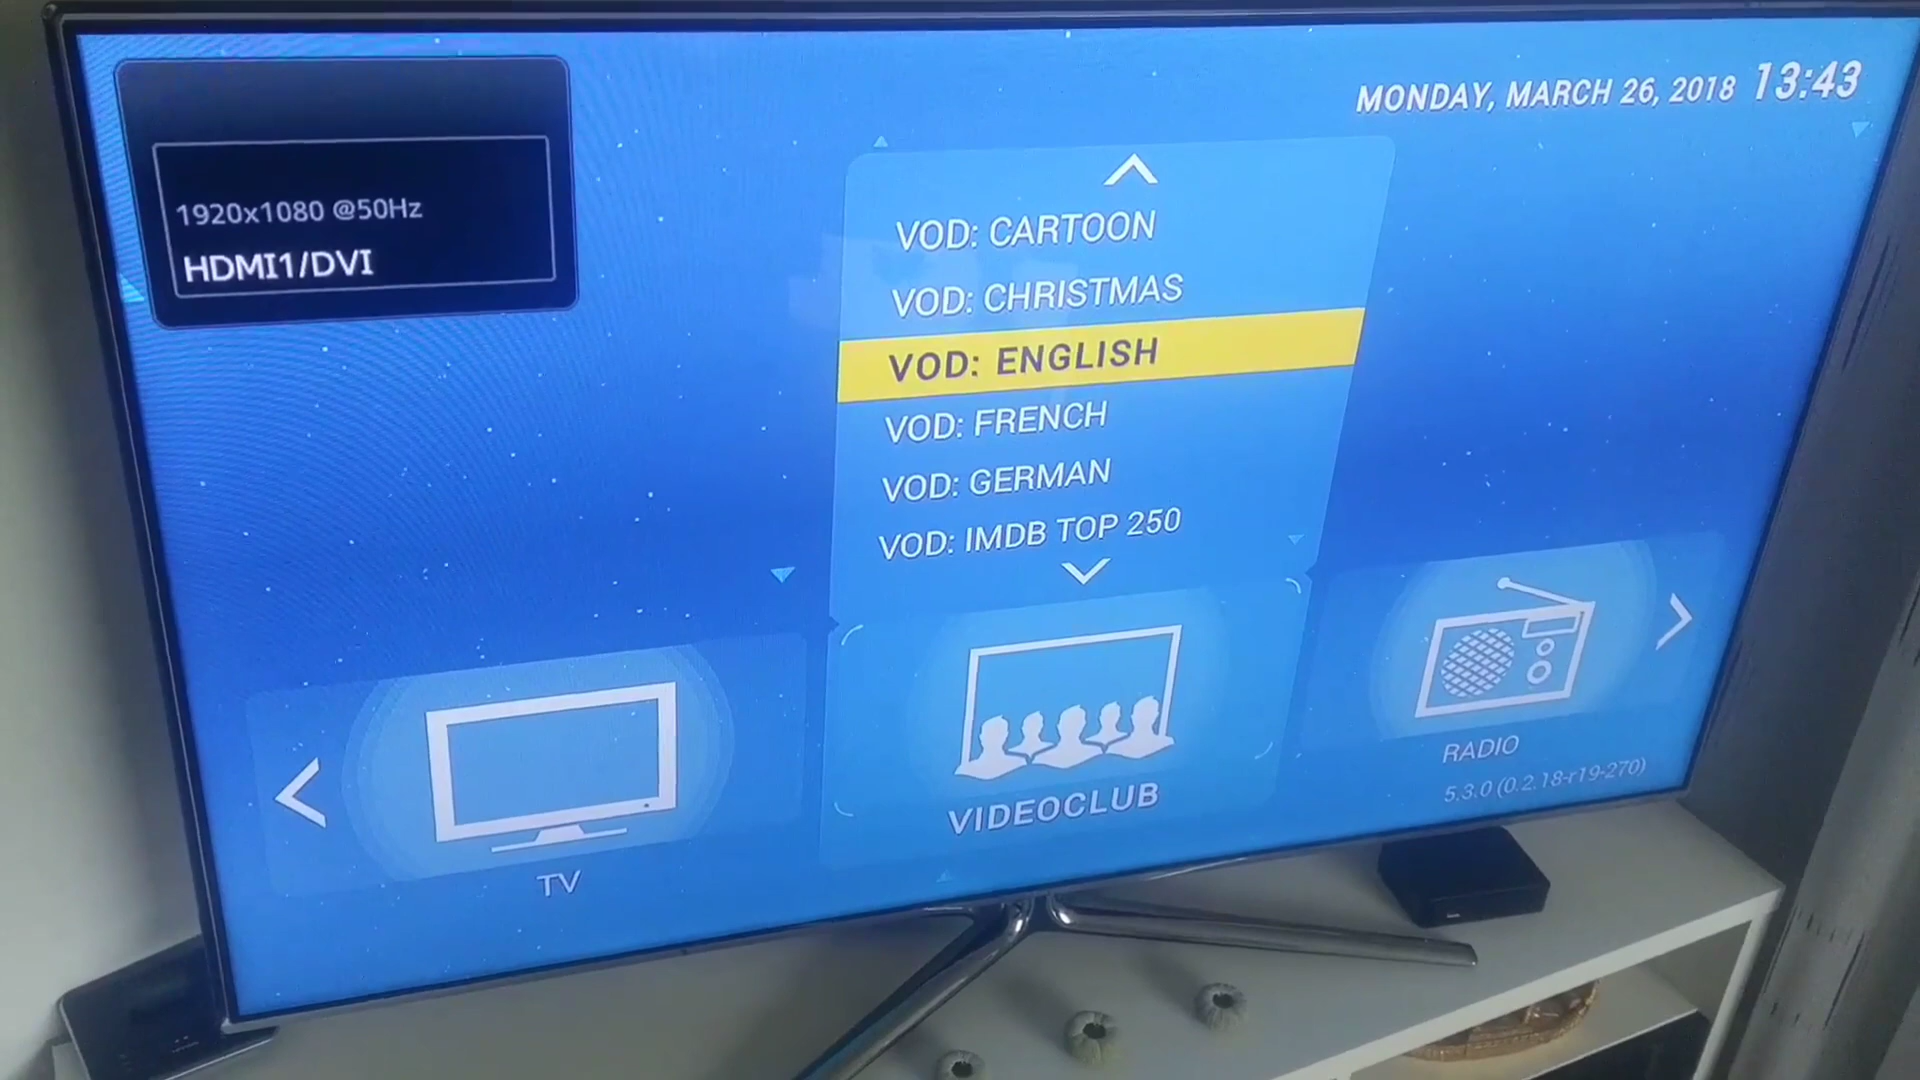 1920x1080 @50Hz
HDMI1/DVI
MONDAY, MARCH 26, 2018 13:43
VOD: CARTOON
VOD: CHRISTMAS
VOD: ENGLISH
VOD: FRENCH
VOD: GERMAN
VOD: IMDB TOP 250
TV
VIDEOCLUB
RADIO
5.3.0 (0.2.18-r19-270)